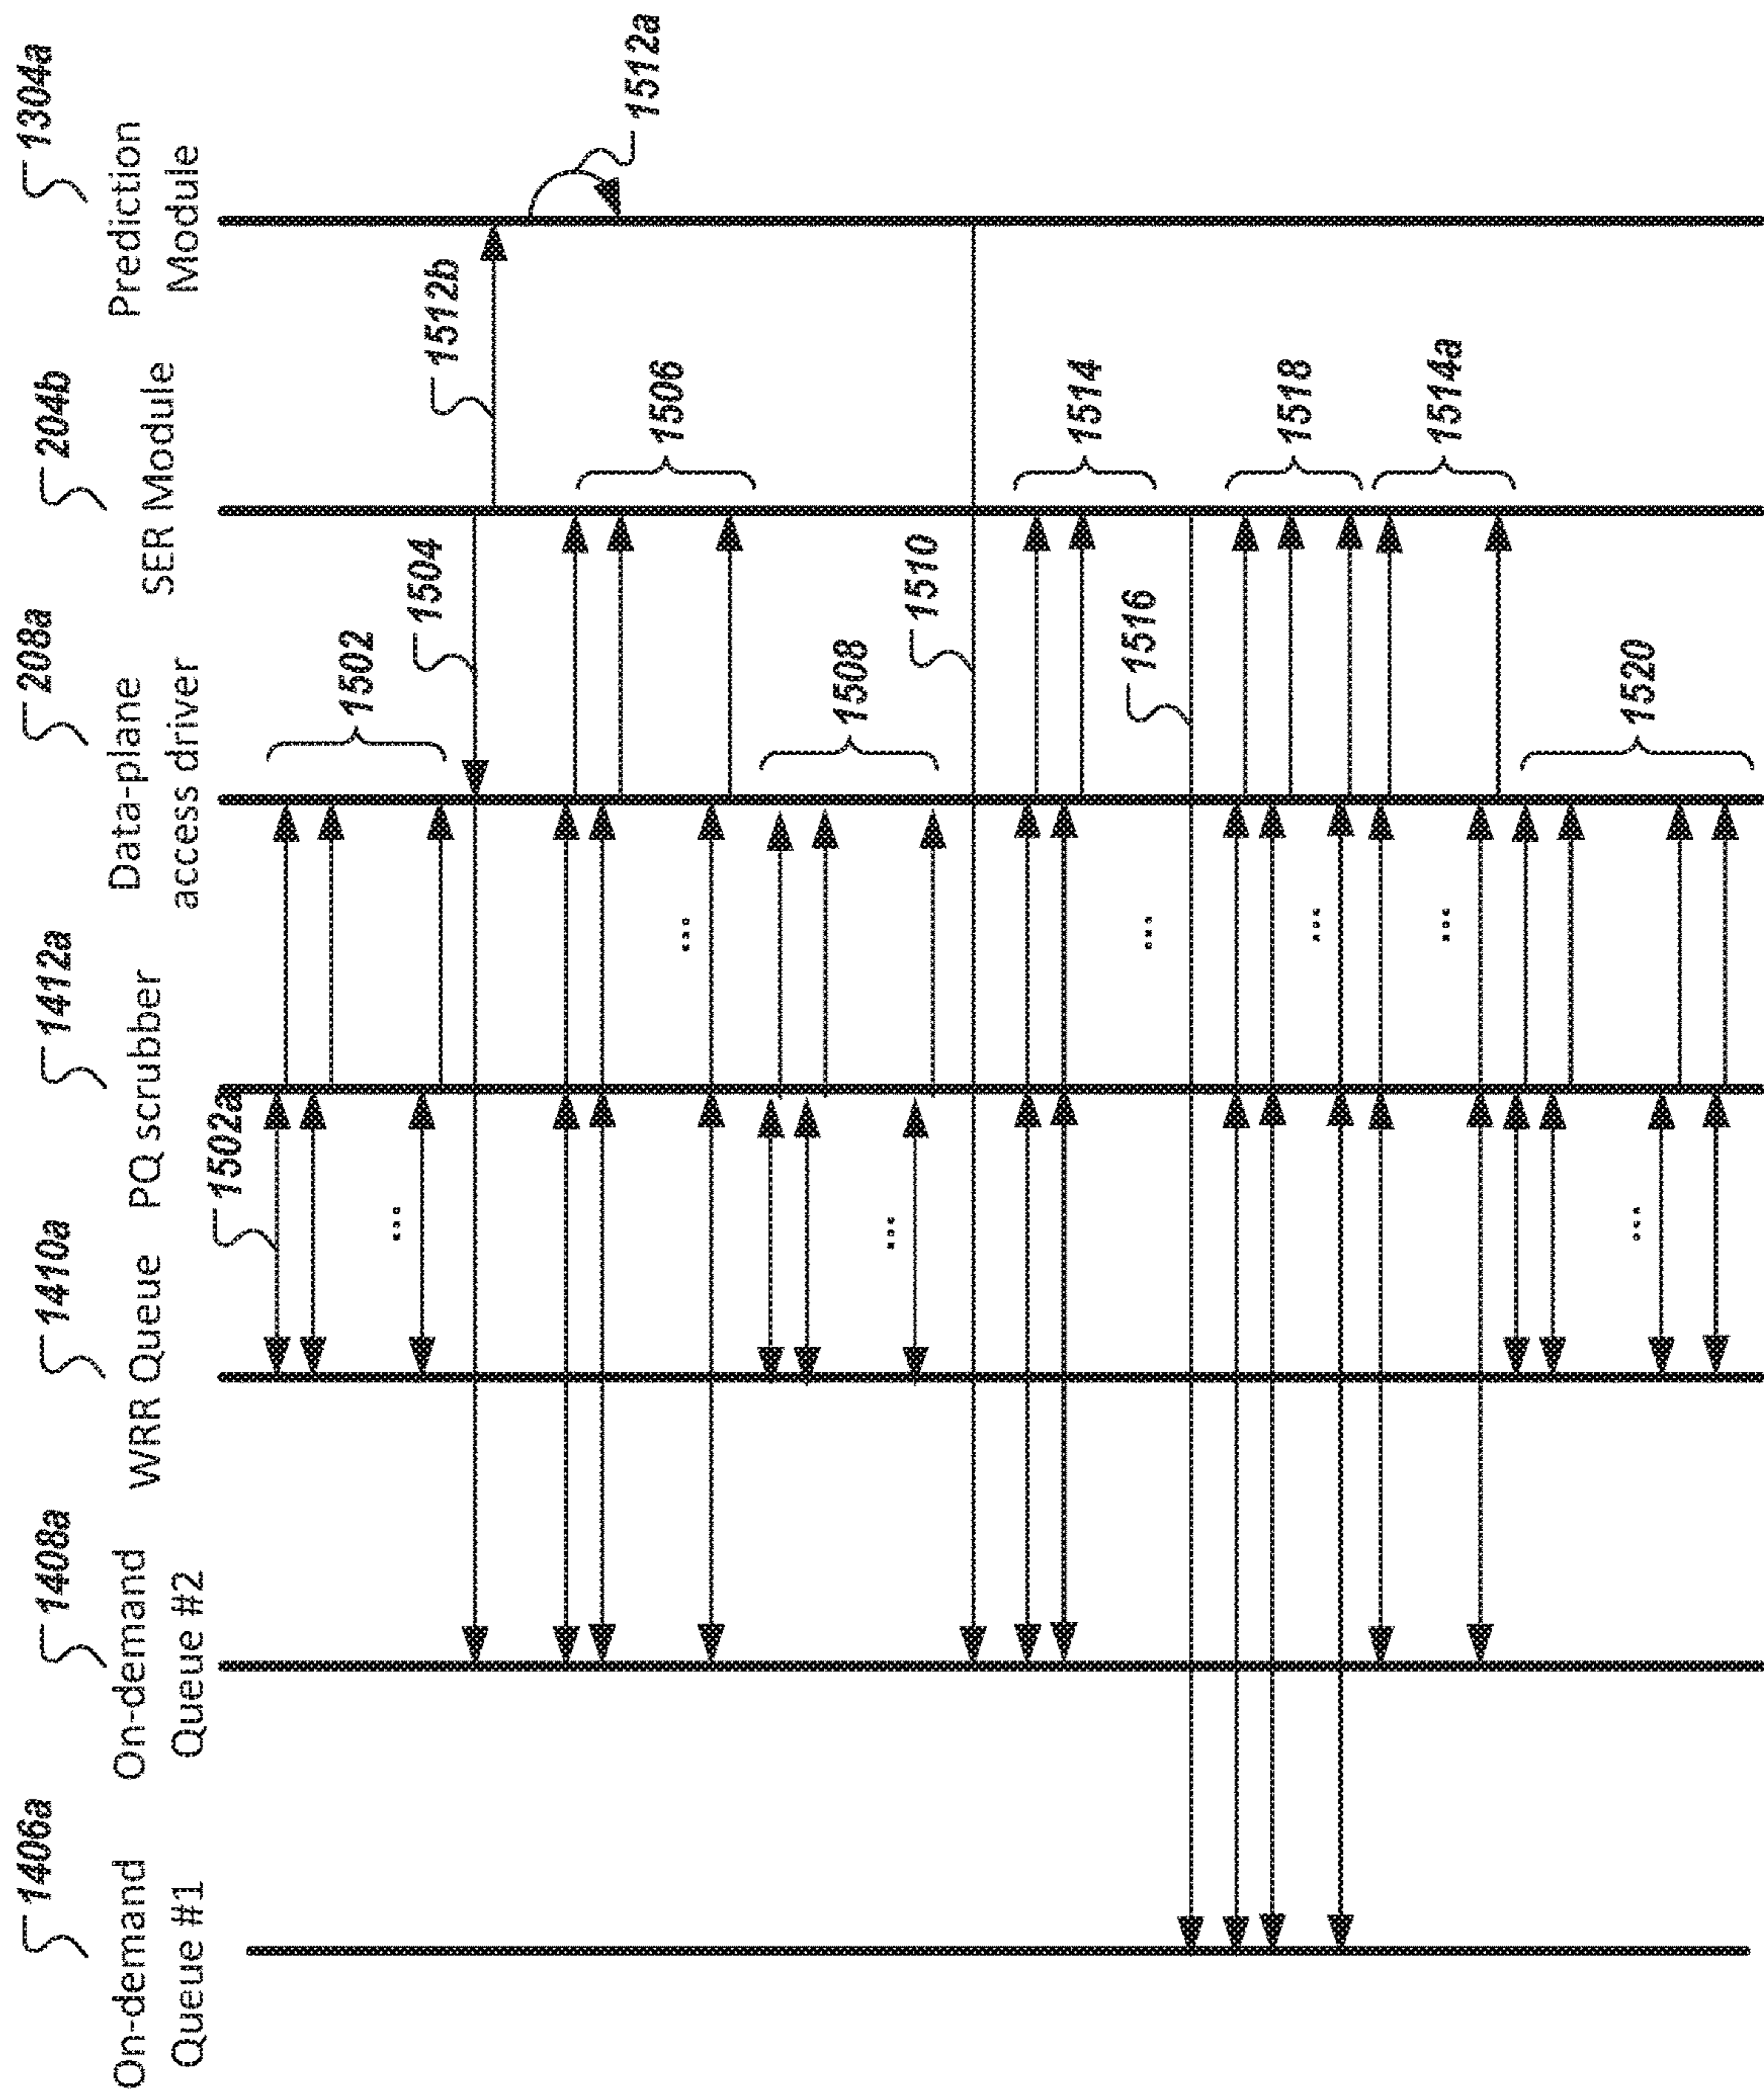 1406a
On-demand
Queue #1
1408a
On-demand
Queue #2
1410a
WRR Queue
1412a
PQ scrubber
208a
Data-plane
access driver
204b
SER Module
1304a
Prediction
Module
1502a
1502
1504
1512b
1512a
1506
1508
1510
1514
1516
1518
1514a
1520